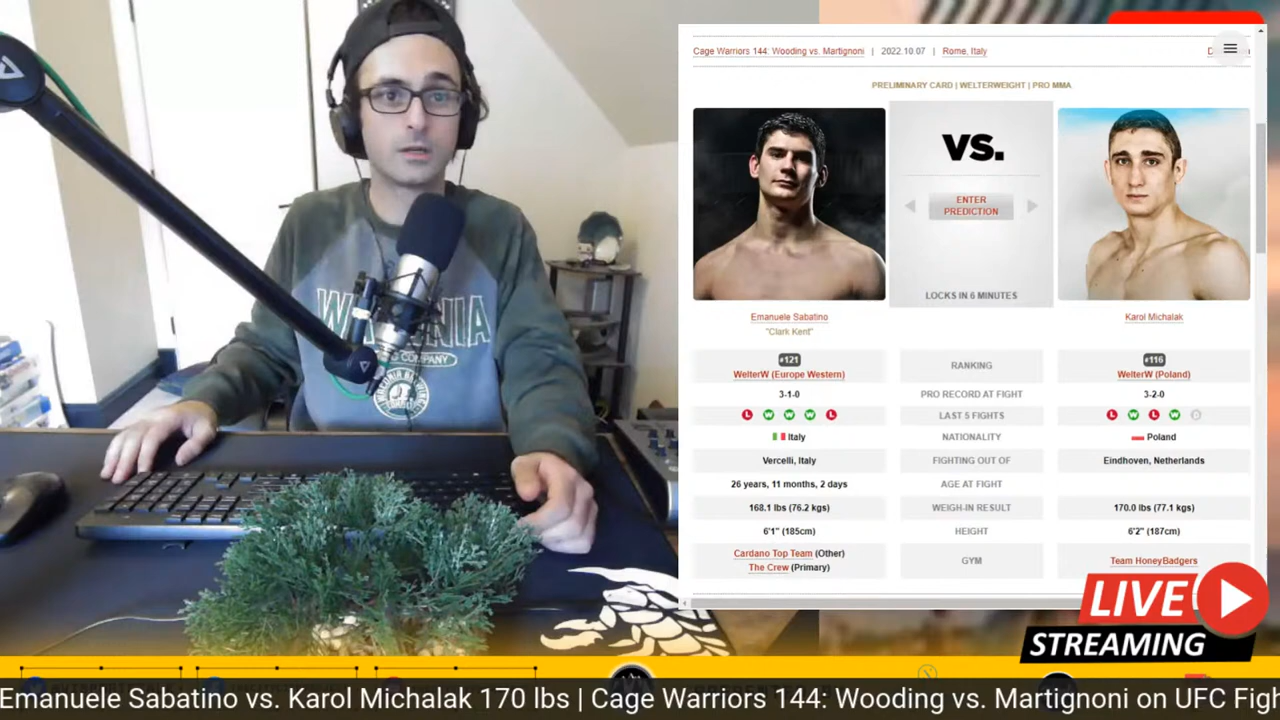 Cage Warriors 144: Wooding vs. Martignoni | 2022.10.07 | Rome, Italy
PRELIMINARY CARD | WELTERWEIGHT | PRO MMA
VS.
ENTER
PREDICTION
LOCKS IN 6 MINUTES
Emanuele Sabatino
"Clark Kent"
Karol Michalak
#121
WelterW (Europe Western)
RANKING
#116
WelterW (Poland)
3-1-0 PRO RECORD AT FIGHT 3-2-0
L W W W L LAST 5 FIGHTS L W L W P
Italy NATIONALITY Poland
Vercelli, Italy FIGHTING OUT OF Eindhoven, Netherlands
26 years, 11 months, 2 days AGE AT FIGHT
168.1 lbs (76.2 kgs) WEIGH-IN RESULT 170.0 lbs (77.1 kgs)
6'1" (185cm) HEIGHT 6'2" (187cm)
Cardano Top Team (Other)
The Crew (Primary)
GYM
Team HoneyBadgers
LIVE
STREAMING
Emanuele Sabatino vs. Karol Michalak 170 lbs | Cage Warriors 144: Wooding vs. Martignoni on UFC Figh